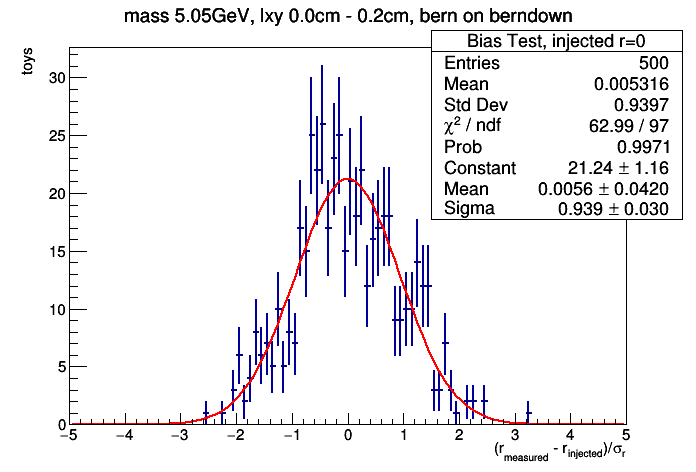 mass 5.05GeV, lxy 0.0cm - 0.2cm, bern on berndown
toys
Bias Test, injected r=0
Entries 500
Mean 0.005316
Std Dev 0.9397
χ² / ndf 62.99 / 97
Prob 0.9971
Constant 21.24 ± 1.16
Mean 0.0056 ± 0.0420
Sigma 0.939 ± 0.030
30
25
20
15
10
5
0
−5 −4 −3 −2 −1 0 1 2 3 4 5
(r_measured - r_injected)/σ_r